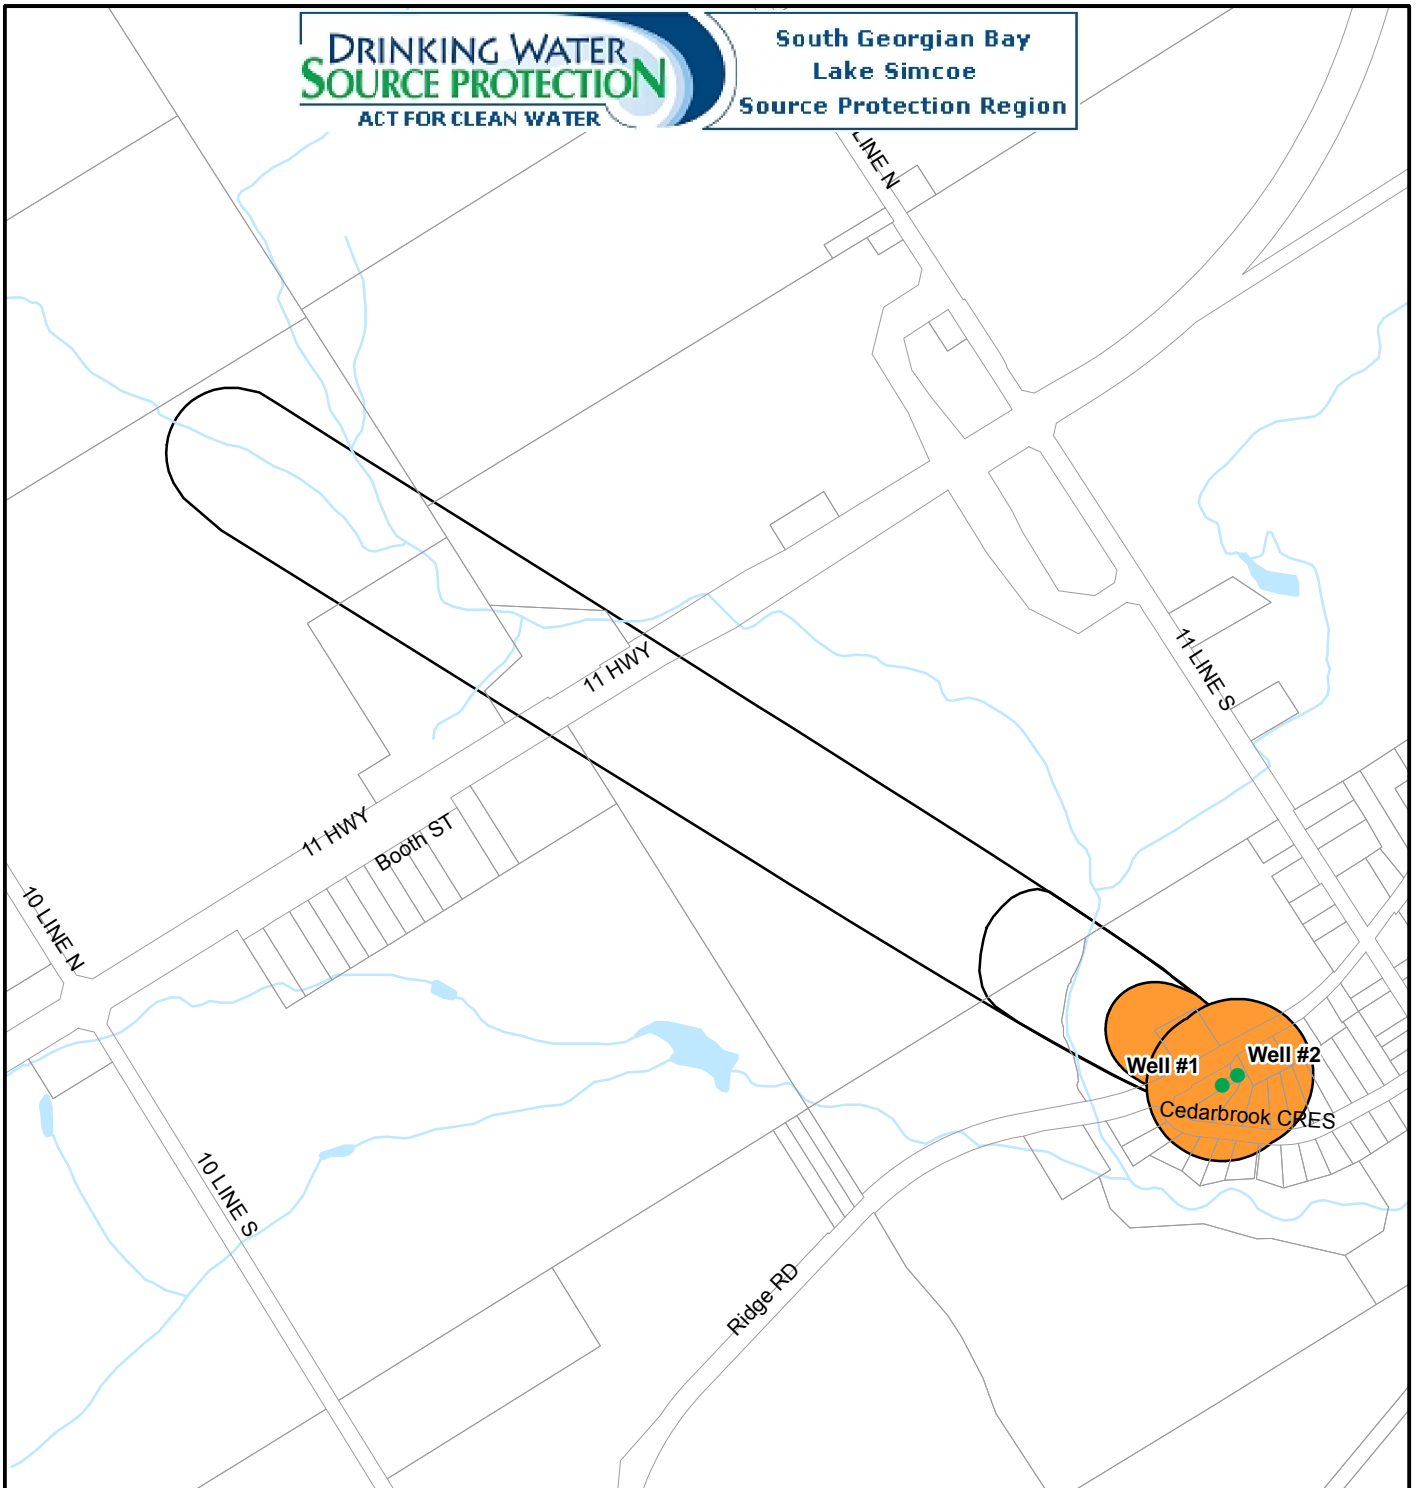 DRINKING WATER
SOURCE PROTECTION
ACT FOR CLEAN WATER
South Georgian Bay
Lake Simcoe
Source Protection Region
LINE N
11 LINE S
11 HWY
11 HWY
Booth ST
10 LINE N
Well #2
Well #1
Cedarbrook CRES
10 LINE S
Ridge RD